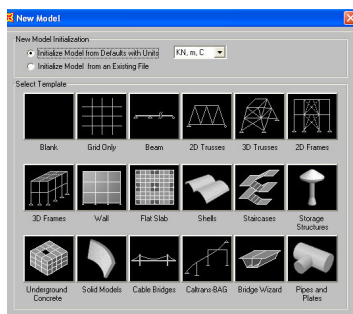 New Model
New Model Initialization
Initialize Model from Defaults with Units
KN, m, C
Initialize Model from an Existing File
Select Template
Blank
Grid Only
Beam
2D Trusses
3D Trusses
2D Frames
3D Frames
Wall
Flat Slab
Shells
Staircases
Storage
Structures
Underground
Concrete
Solid Models
Cable Bridges
Caltrans-BAG
Bridge Wizard
Pipes and
Plates